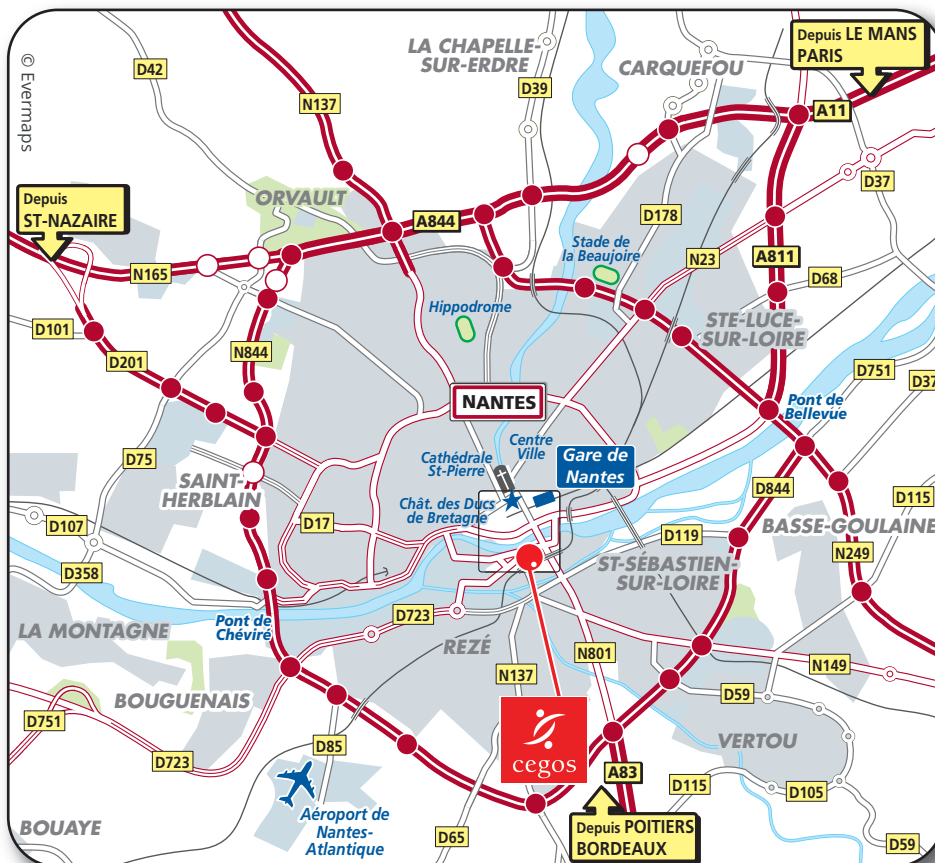 © Evermaps
LA CHAPELLE-
SUR-ERDRE
CARQUEFOU
Depuis LE MANS
PARIS
D42
D39
N137
A11
D37
ORVAULT
Depuis
ST-NAZAIRE
A844
D178
Stade de
la Beaujoire
N23
A811
N165
D68
Hippodrome
D101
D201
N844
STE-LUCE-
SUR-LOIRE
D751
D37
NANTES
Pont de
Bellevue
Centre
Ville
Cathédrale
St-Pierre
Gare de
Nantes
D75
SAINT-
HERBLAIN
Chât. des Ducs
de Bretagne
D844
D115
D107
D17
D119
BASSE-GOULAINE
N249
D358
ST-SÉBASTIEN-
SUR-LOIRE
LA MONTAGNE
Pont de
Chéviré
D723
REZÉ
N801
N137
N149
BOUGUENAIS
D59
D751
D723
D85
cegos
VERTOU
A83
D115
D105
Aéroport de
Nantes-
Atlantique
BOUAYE
D65
Depuis POITIERS
BORDEAUX
D59